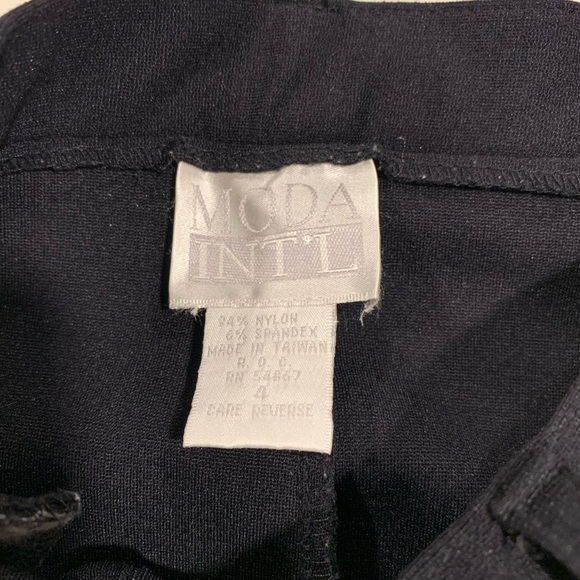 MODA
INT'L
94% NYLON
6% SPANDEX
MADE IN TAIWAN
R.O.C.
RN 54867
4
CARE REVERSE